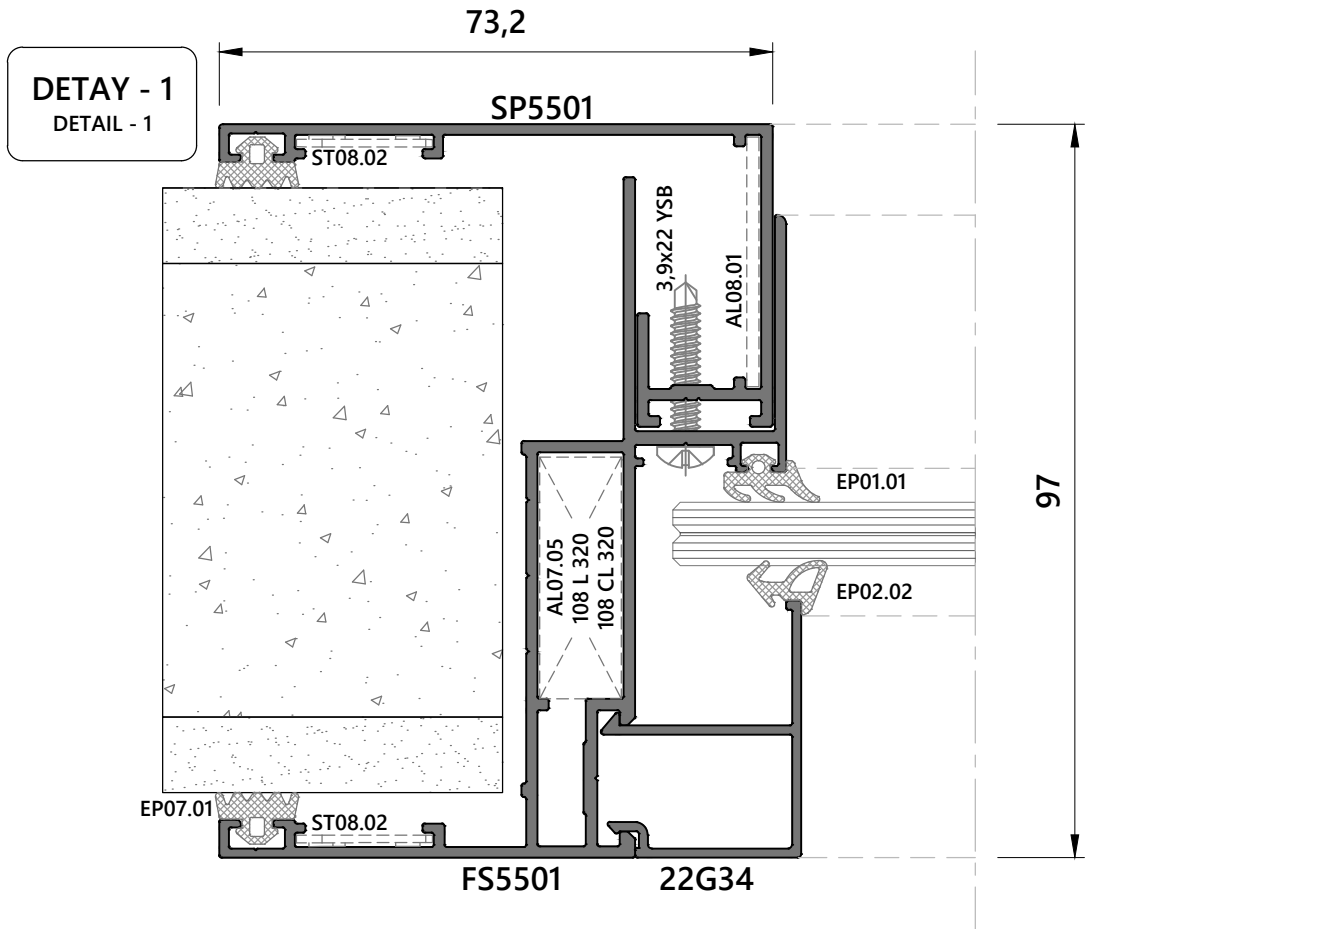 73,2
DETAY - 1
DETAIL - 1
SP5501
ST08.02
3,9x22 YSB
AL08.01
EP01.01
97
AL07.05
108 L 320
108 CL 320
EP02.02
EP07.01
ST08.02
FS5501
22G34